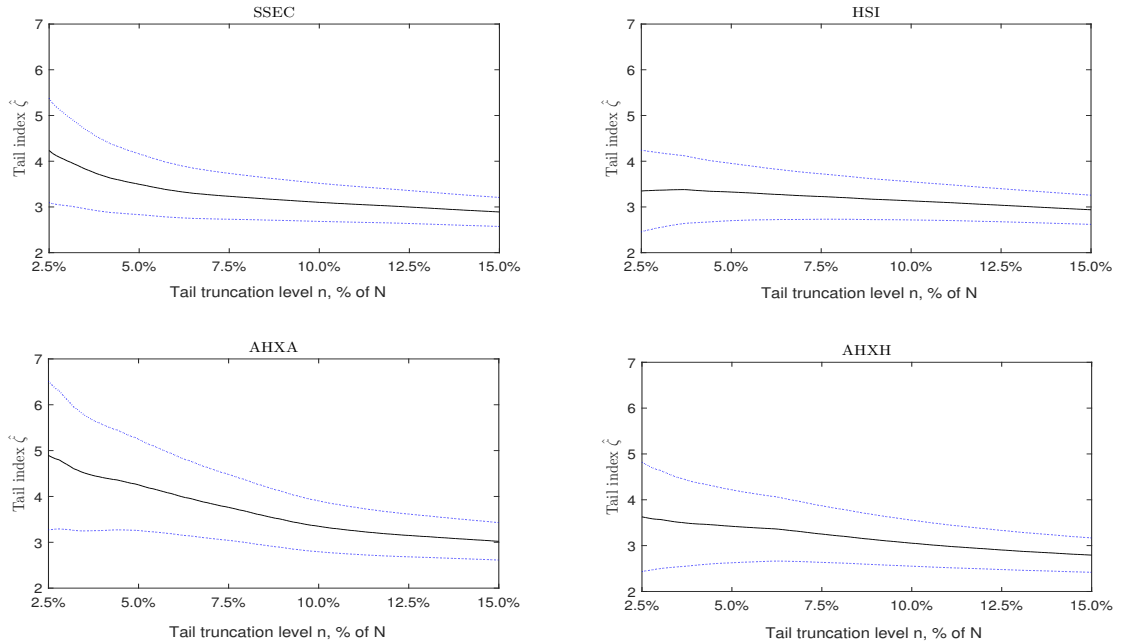 SSEC
7
6
5
4
3
2
Tail index ζ̂
2.5% 5.0% 7.5% 10.0% 12.5% 15.0%
Tail truncation level n, % of N
HSI
7
6
5
4
3
2
Tail index ζ̂
2.5% 5.0% 7.5% 10.0% 12.5% 15.0%
Tail truncation level n, % of N
AHXA
7
6
5
4
3
2
Tail index ζ̂
2.5% 5.0% 7.5% 10.0% 12.5% 15.0%
Tail truncation level n, % of N
AHXH
7
6
5
4
3
2
Tail index ζ̂
2.5% 5.0% 7.5% 10.0% 12.5% 15.0%
Tail truncation level n, % of N